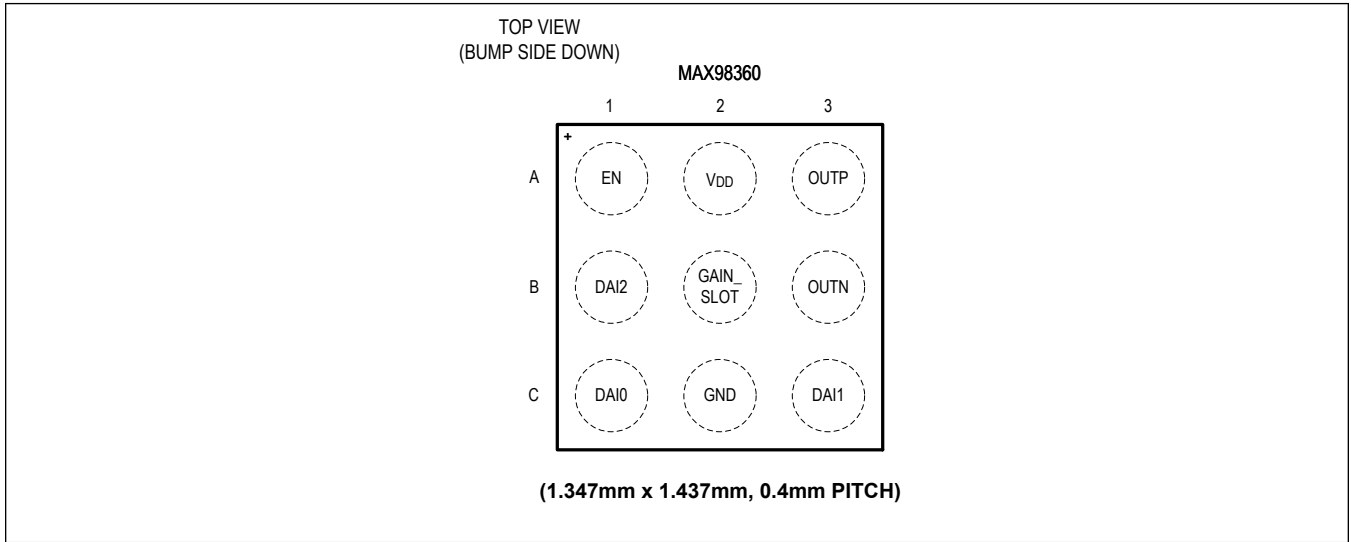 TOP VIEW
(BUMP SIDE DOWN)
MAX98360
1 2 3
+
A EN VDD OUTP
B DAI2 GAIN_
SLOT OUTN
C DAI0 GND DAI1
(1.347mm x 1.437mm, 0.4mm PITCH)